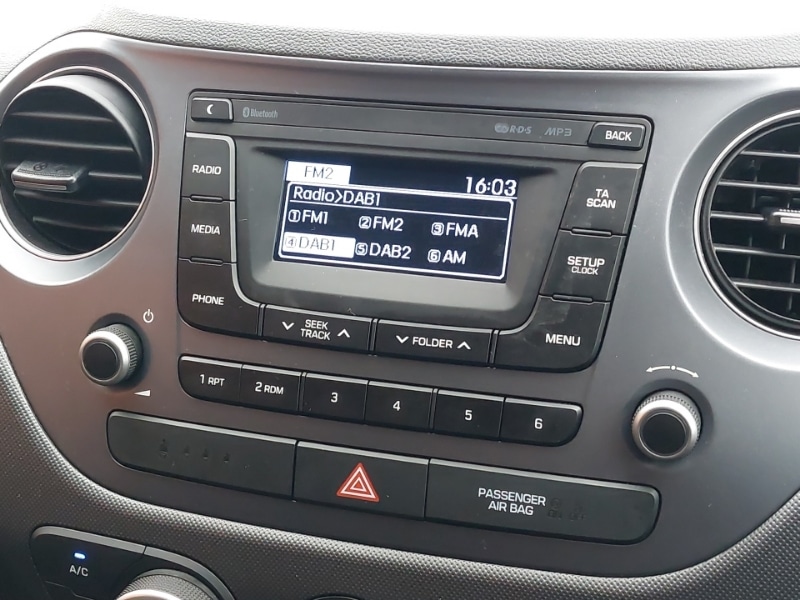 Bluetooth
R·D·S MP3
BACK
RADIO
MEDIA
PHONE
FM2 16:03
Radio>DAB1
①FM1 ②FM2 ③FMA
④DAB1 ⑤DAB2 ⑥AM
TA
SCAN
SETUP
CLOCK
MENU
SEEK
TRACK
FOLDER
1 RPT 2 RDM 3 4 5 6
PASSENGER
AIR BAG
A/C